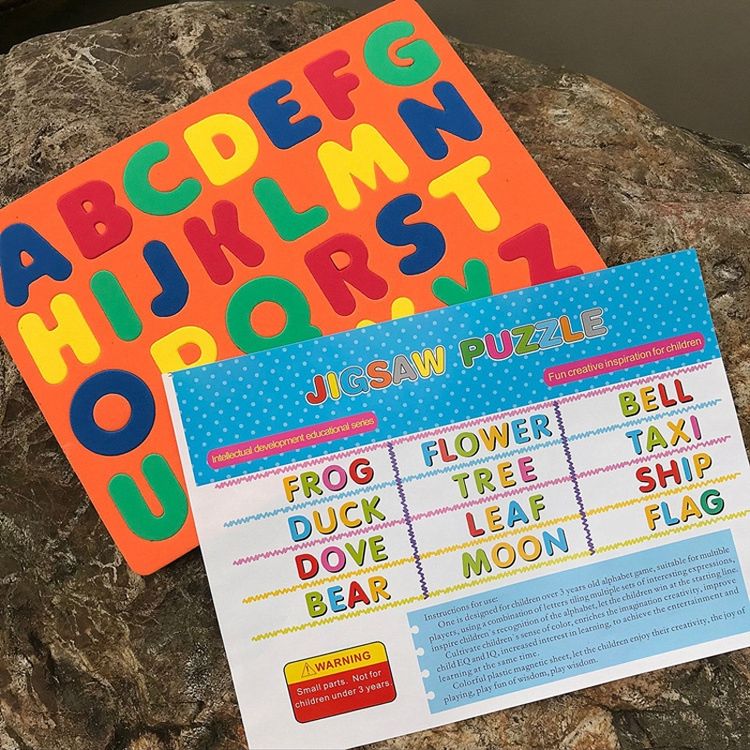 A B C D E F G
H I J K L M N
O P Q R S T
U Y Z
JIGSAW PUZZLE
Fun creative inspiration for children
Intellectual development educational series
FROG FLOWER BELL
DUCK TREE TAXI
DOVE LEAF SHIP
BEAR MOON FLAG
Instructions for use:
One is designed for children over 3 years old alphabet game, suitable for mulbible
players, using a combination of letters tiling multiple sets of interesting expressions,
inspire children's recognition of the alphabet, let the children win at the starting line.
Cultivate children's sense of color, enriches the imagination creativity, improve
child EQ and IQ, increased interest in learning, to achieve the entertainment and
learning at the same time.
Colorful plastic magnetic sheet, let the children enjoy their creativity, the joy of
playing, play fun of wisdom, play wisdom.
WARNING
Small parts. Not for
children under 3 years